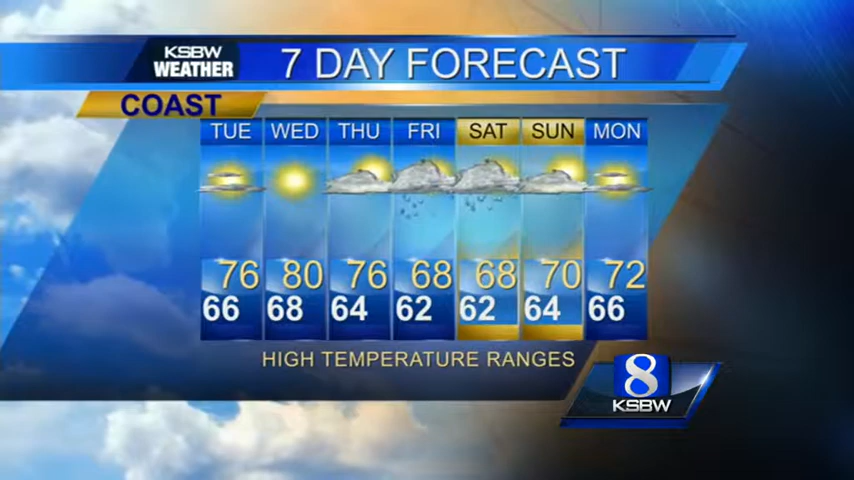 KSBW
WEATHER
7 DAY FORECAST
COAST
TUE WED THU FRI SAT SUN MON
76 80 76 68 68 70 72
66 68 64 62 62 64 66
HIGH TEMPERATURE RANGES
8
KSBW